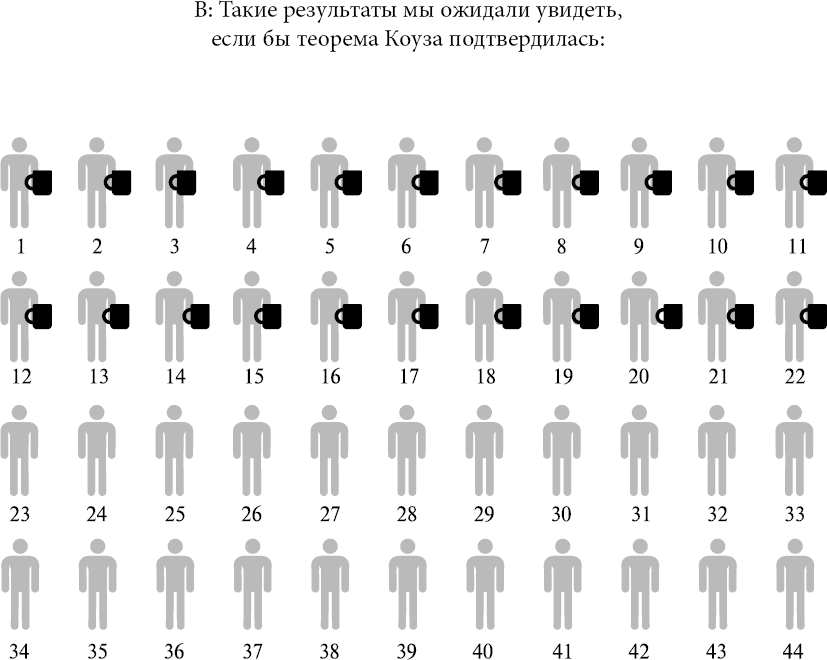 В: Такие результаты мы ожидали увидеть,
если бы теорема Коуза подтвердилась:
1 2 3 4 5 6 7 8 9 10 11
12 13 14 15 16 17 18 19 20 21 22
23 24 25 26 27 28 29 30 31 32 33
34 35 36 37 38 39 40 41 42 43 44